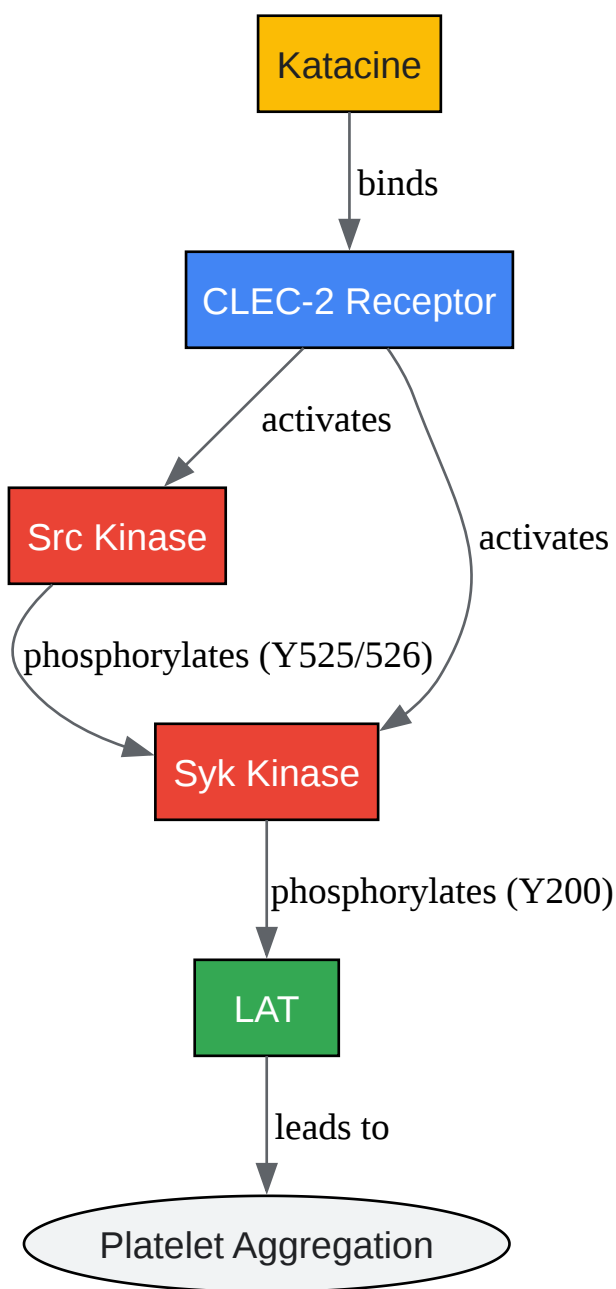 Katacine
binds
CLEC-2 Receptor
activates
Src Kinase
activates
phosphorylates (Y525/526)
Syk Kinase
phosphorylates (Y200)
LAT
leads to
Platelet Aggregation